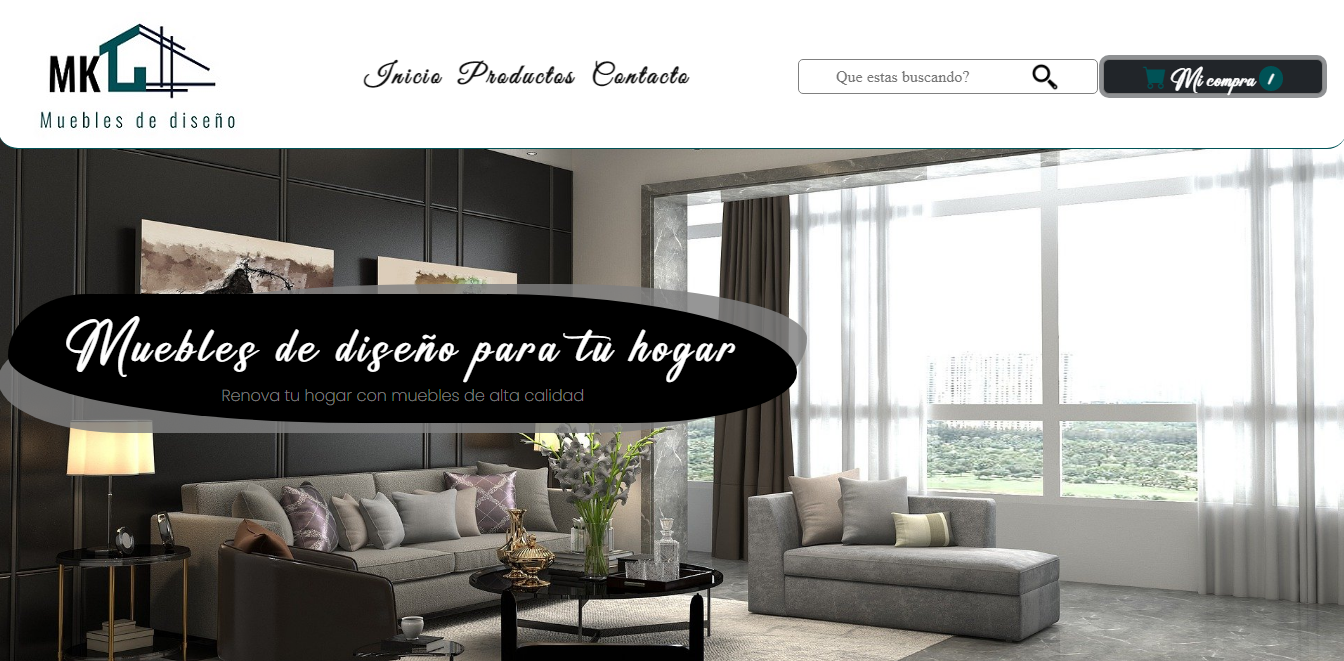 MK
Muebles de diseño
Inicio Productos Contacto
Que estas buscando?
Mi compra 1
Muebles de diseño para tu hogar
Renova tu hogar con muebles de alta calidad